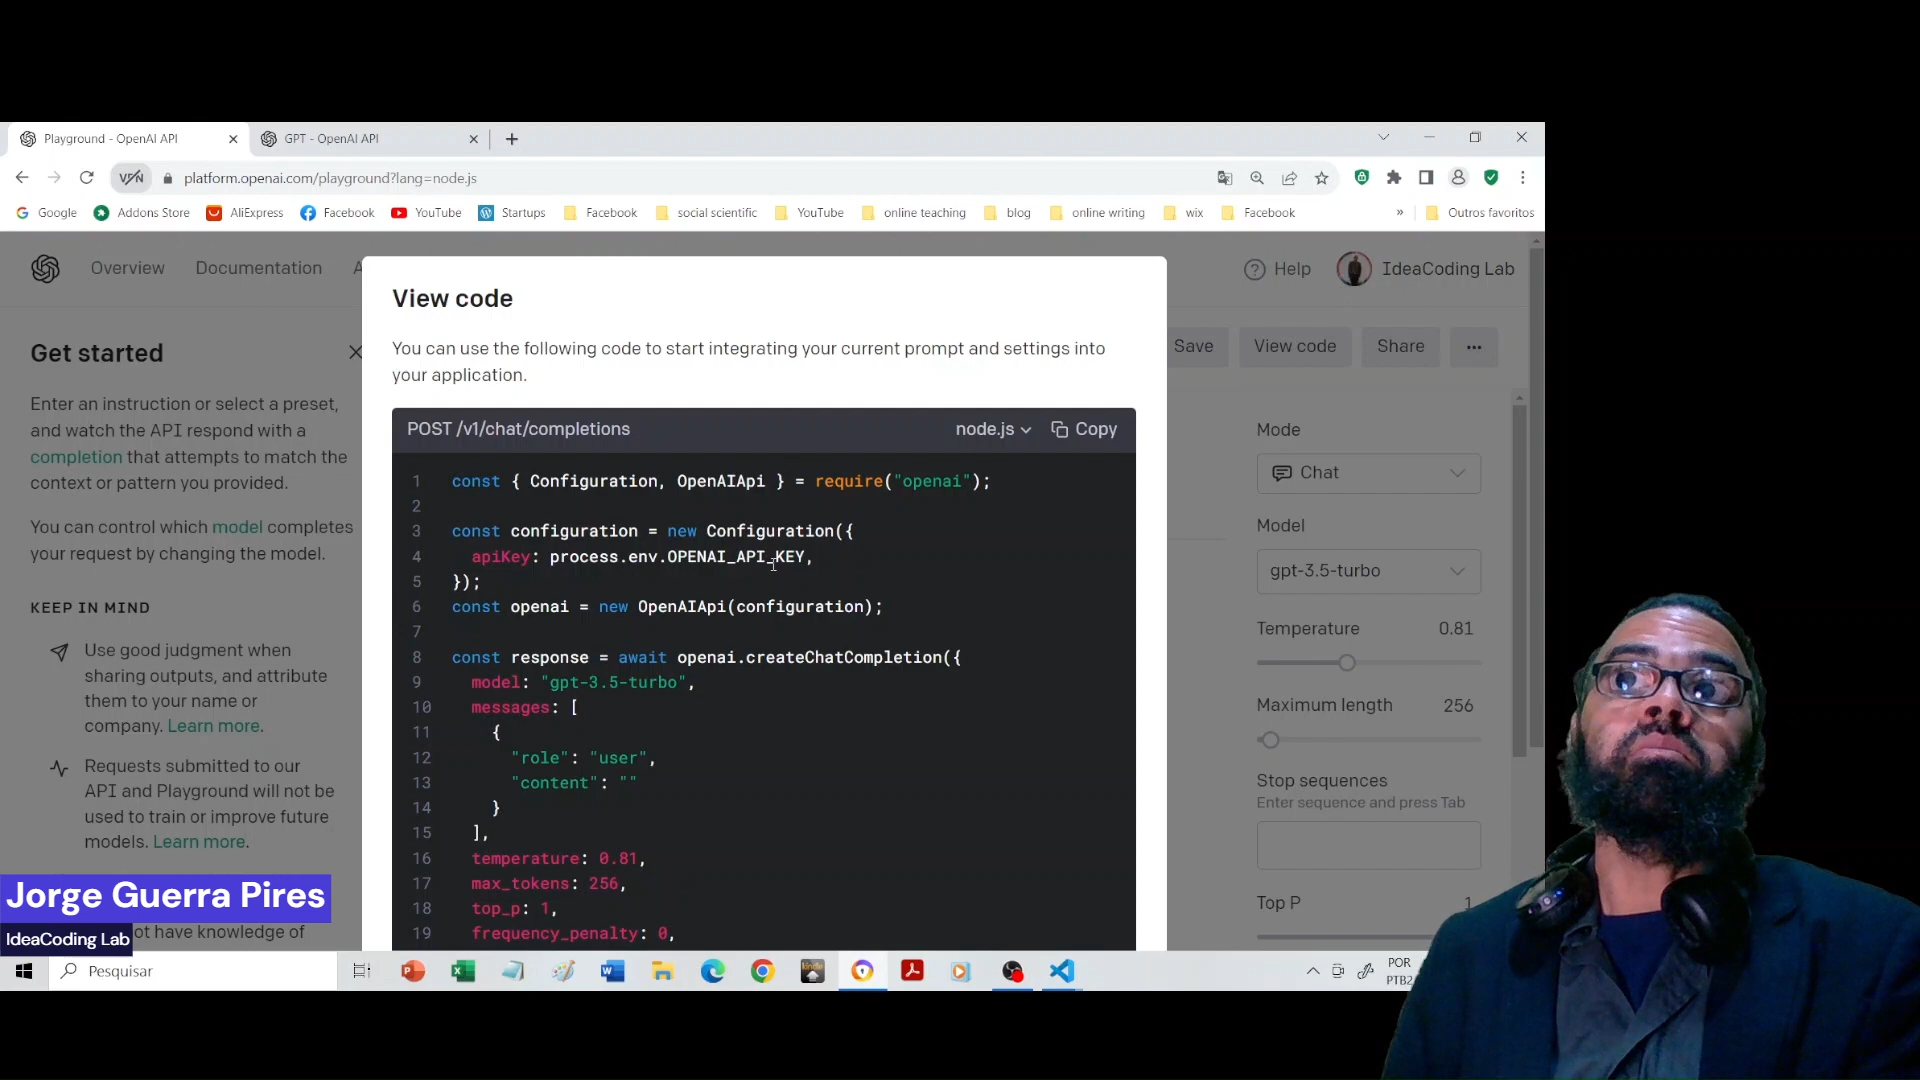 Playground - OpenAI API
GPT - OpenAI API
VPN
platform.openai.com/playground?lang=node.js
Google
Addons Store
AliExpress
Facebook
YouTube
Startups
Facebook
social scientific
YouTube
online teaching
blog
online writing
wix
Facebook
»
Outros favoritos
Overview
Documentation
A
Help
IdeaCoding Lab
Save
View code
Share
Get started
Enter an instruction or select a preset,
and watch the API respond with a
completion that attempts to match the
context or pattern you provided.
You can control which model completes
your request by changing the model.
KEEP IN MIND
Use good judgment when
sharing outputs, and attribute
them to your name or
company. Learn more.
Requests submitted to our
API and Playground will not be
used to train or improve future
models. Learn more.
ot have knowledge of
View code
You can use the following code to start integrating your current prompt and settings into
your application.
POST /v1/chat/completions
node.js
Copy
1 const { Configuration, OpenAIApi } = require("openai");
2
3 const configuration = new Configuration({
4 apiKey: process.env.OPENAI_API_KEY,
5 });
6 const openai = new OpenAIApi(configuration);
7
8 const response = await openai.createChatCompletion({
9 model: "gpt-3.5-turbo",
10 messages: [
11 {
12 "role": "user",
13 "content": ""
14 }
15 ],
16 temperature: 0.81,
17 max_tokens: 256,
18 top_p: 1,
19 frequency_penalty: 0,
Mode
Chat
Model
gpt-3.5-turbo
Temperature 0.81
Maximum length 256
Stop sequences
Enter sequence and press Tab
Top P 1
Jorge Guerra Pires
IdeaCoding Lab
Pesquisar
kindle
POR
PTB2